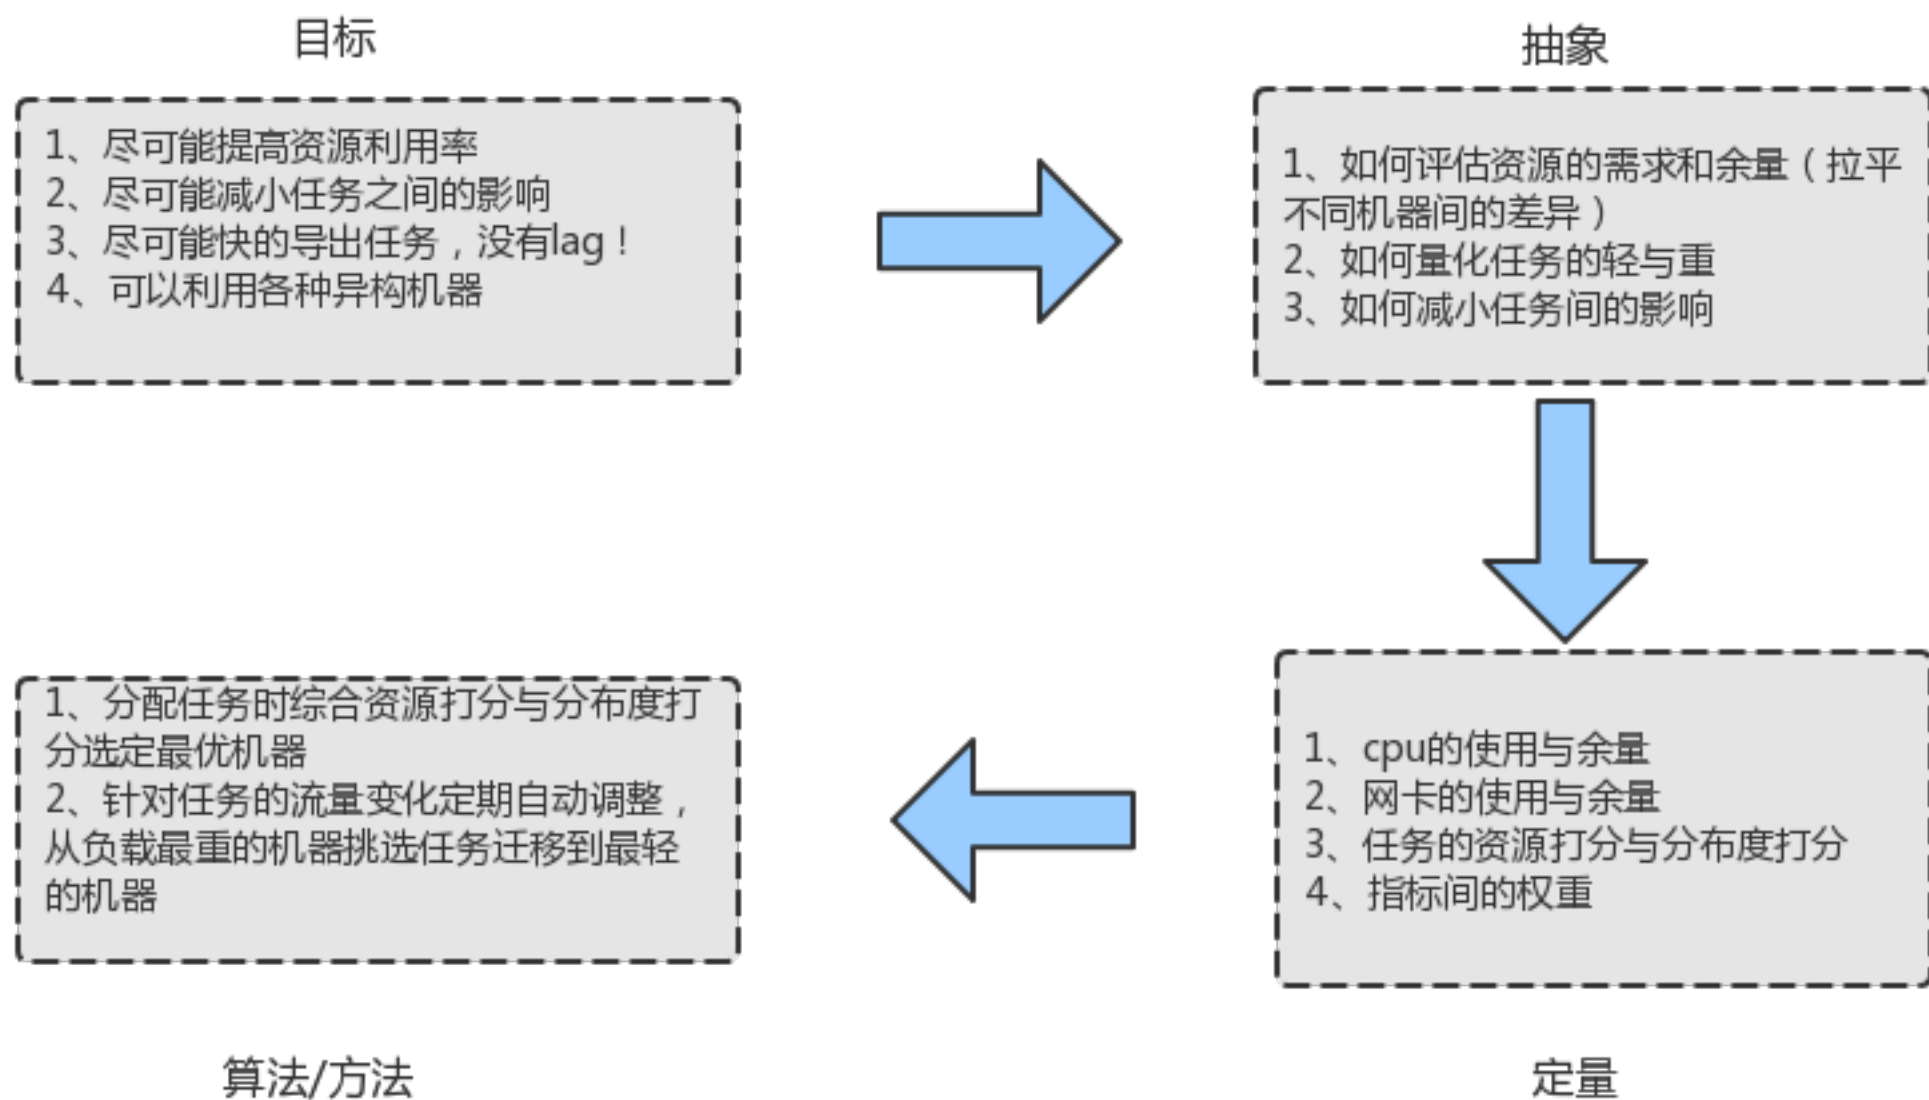 目标
1、尽可能提高资源利用率
2、尽可能减小任务之间的影响
3、尽可能快的导出任务，没有lag！
4、可以利用各种异构机器
抽象
1、如何评估资源的需求和余量（拉平
不同机器间的差异）
2、如何量化任务的轻与重
3、如何减小任务间的影响
1、cpu的使用与余量
2、网卡的使用与余量
3、任务的资源打分与分布度打分
4、指标间的权重
定量
1、分配任务时综合资源打分与分布度打
分选定最优机器
2、针对任务的流量变化定期自动调整，
从负载最重的机器挑选任务迁移到最轻
的机器
算法/方法